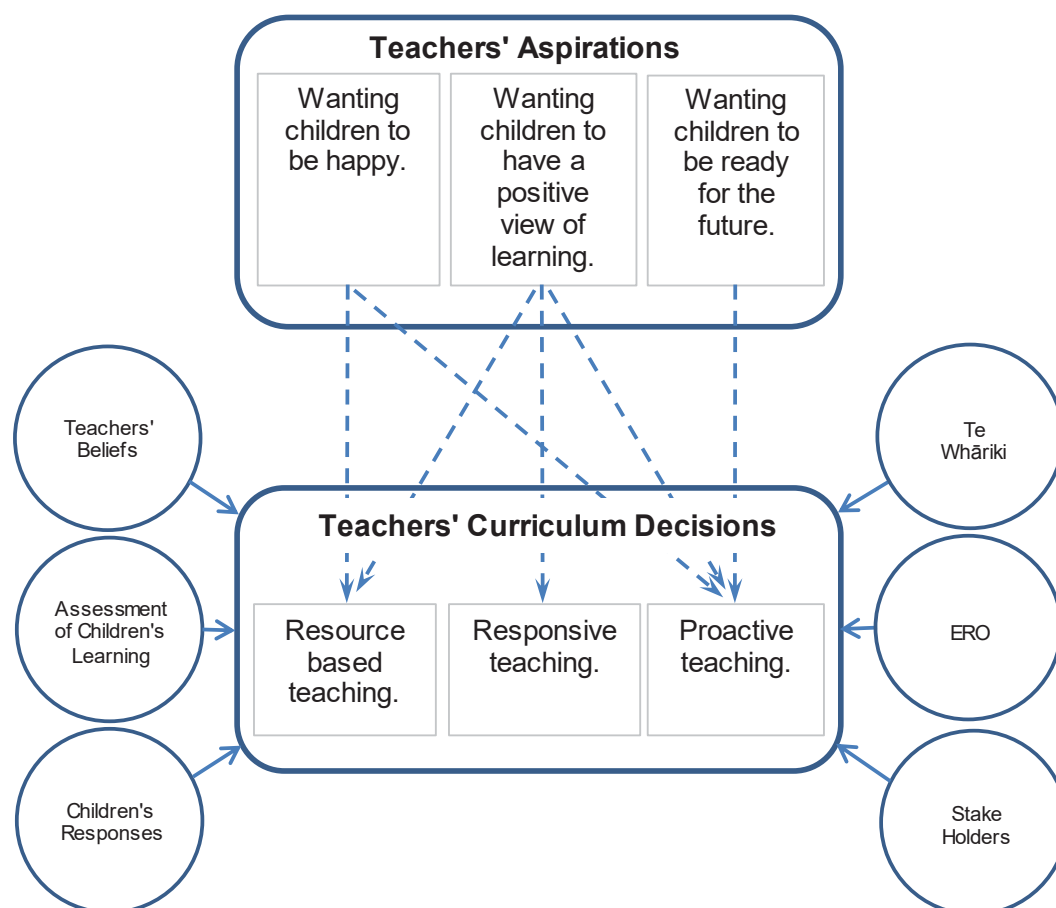 Teachers' Aspirations
Wanting
children to
be happy.
Wanting
children to
have a
positive
view of
learning.
Wanting
children to
be ready
for the
future.
Teachers'
Beliefs
Te
Whāriki
Teachers' Curriculum Decisions
Assessment
of Children's
Learning
Resource
based
teaching.
Responsive
teaching.
Proactive
teaching.
ERO
Children's
Responses
Stake
Holders